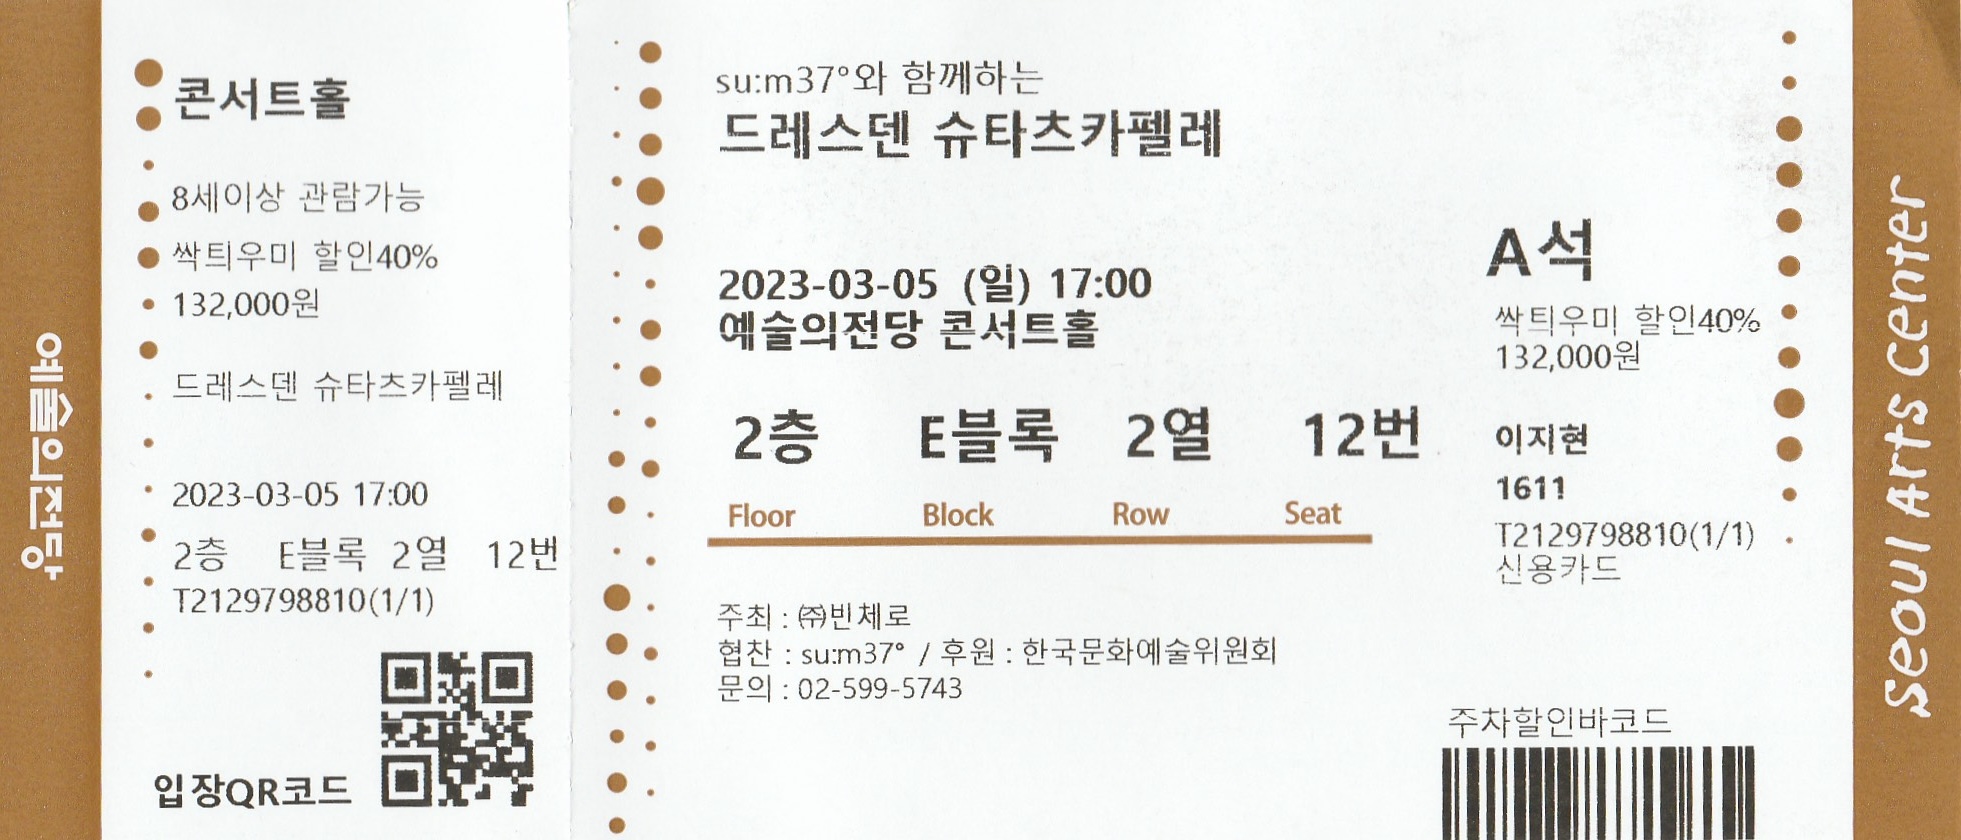 예술의전당
콘서트홀
8세이상 관람가능
싹틔우미 할인40%
132,000원
드레스덴 슈타츠카펠레
2023-03-05 17:00
2층 E블록 2열 12번
T2129798810(1/1)
입장QR코드
su:m37°와 함께하는
드레스덴 슈타츠카펠레
2023-03-05 (일) 17:00
예술의전당 콘서트홀
2층 E블록 2열 12번
Floor Block Row Seat
주최 : ㈜빈체로
협찬 : su:m37° / 후원 : 한국문화예술위원회
문의 : 02-599-5743
A석
싹틔우미 할인40%
132,000원
이지현
1611
T2129798810(1/1)
신용카드
주차할인바코드
Seoul Arts Center